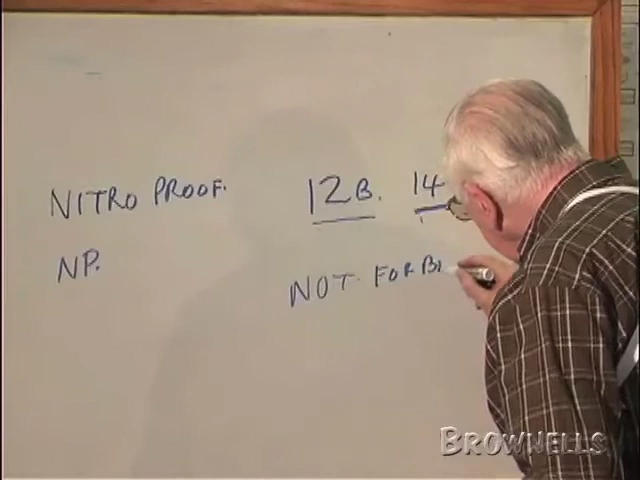 NITRO PROOF. 12B. 14
NP. NOT. FOR
BROWNELLS